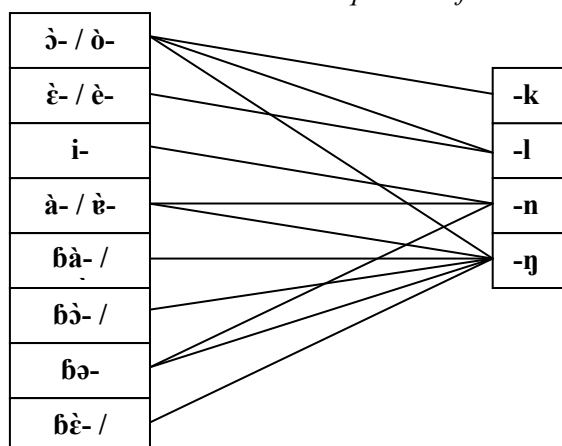 ɔ̀- / ò-
ɛ̀- / è-
i-
à- / ɐ̀-
ɓà- /
ɓɔ̀- /
ɓə-
ɓɛ̀- /
-k
-l
-n
-ŋ